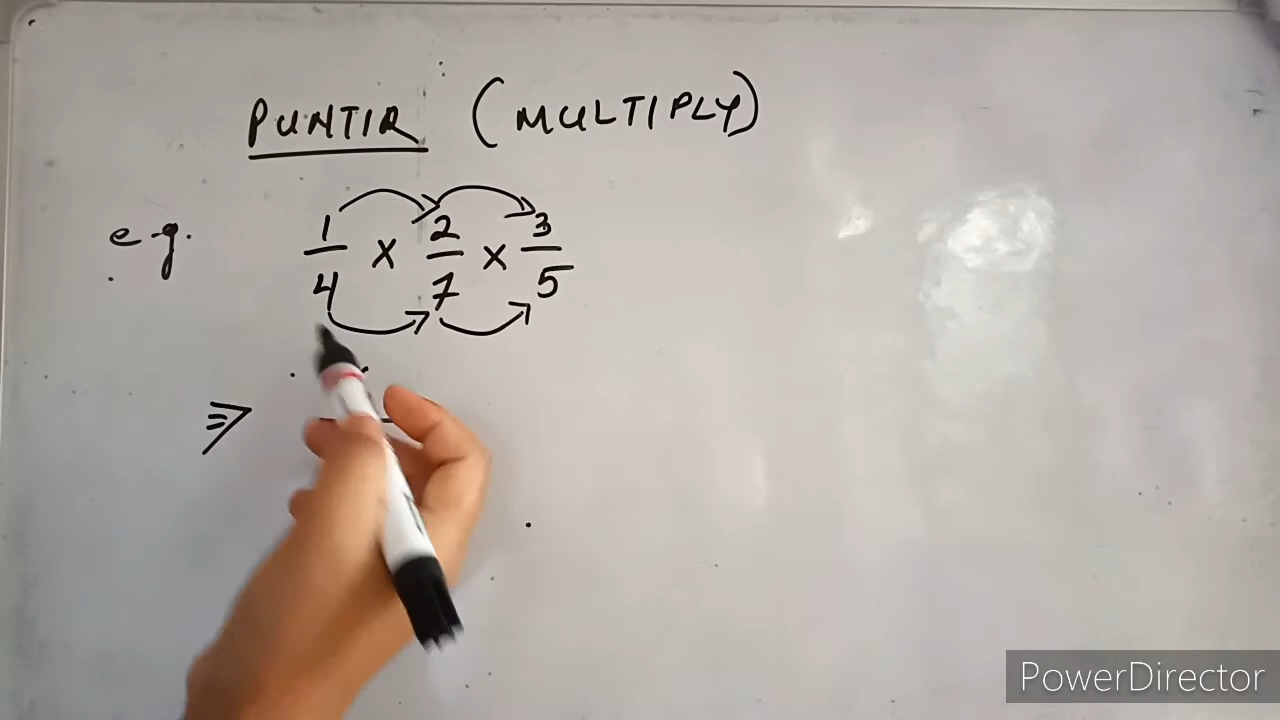 PUNTIR (MULTIPLY)
e.g. 1/4 × 2/7 × 3/5
⇒
PowerDirector